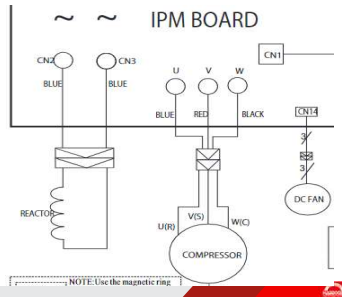 ~ ~ IPM BOARD
CN1
CN2 CN3
U V W
BLUE BLUE
BLUE RED BLACK
CN14
3
3
REACTOR
DC FAN
U(R) V(S) W(C)
COMPRESSOR
NOTE:Use the magnetic ring